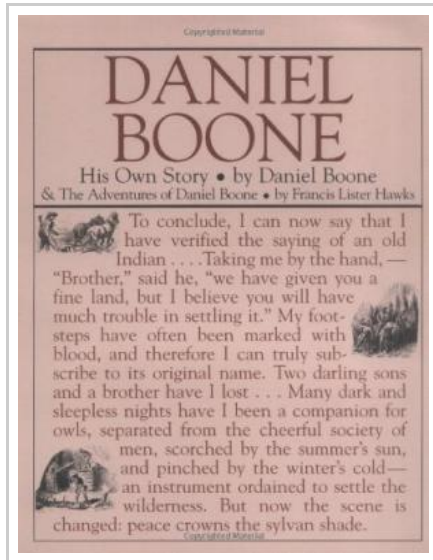 Copyrighted Material
DANIEL
BOONE
His Own Story • by Daniel Boone
& The Adventures of Daniel Boone • by Francis Lister Hawks
To conclude, I can now say that I
have verified the saying of an old
Indian . . . .Taking me by the hand, —
"Brother," said he, "we have given you a
fine land, but I believe you will have
much trouble in settling it." My foot-
steps have often been marked with
blood, and therefore I can truly sub-
scribe to its original name. Two darling sons
and a brother have I lost . . . Many dark and
sleepless nights have I been a companion for
owls, separated from the cheerful society of
men, scorched by the summer's sun,
and pinched by the winter's cold—
an instrument ordained to settle the
wilderness. But now the scene is
changed: peace crowns the sylvan shade.
Copyrighted Material